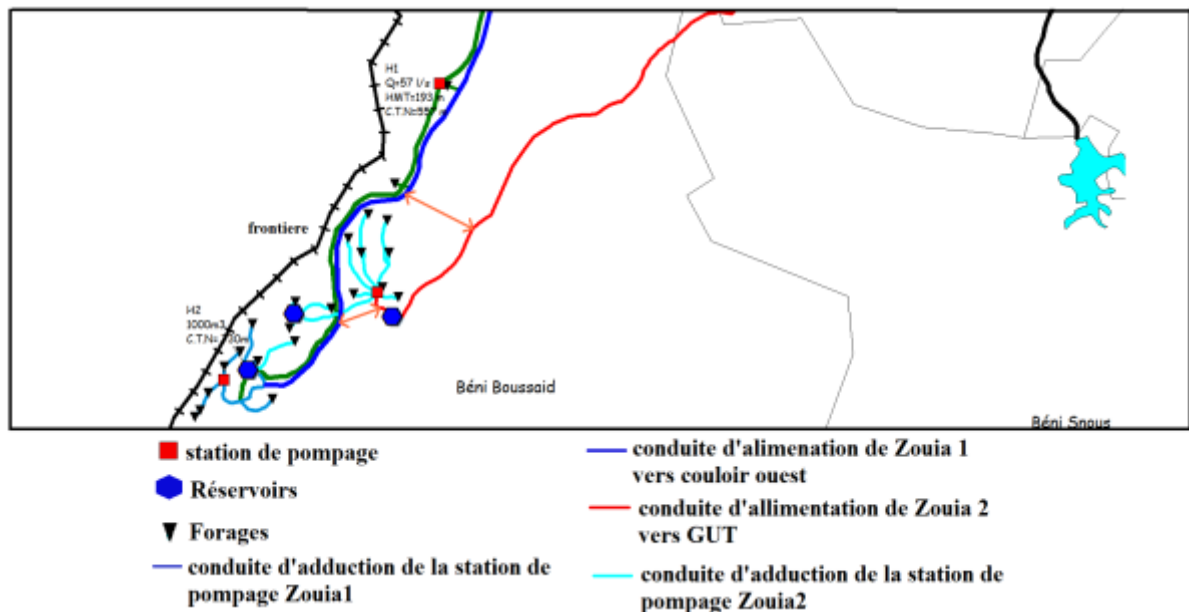 H1
Q=57 l/s
HMT=193 m
C.T.N=557 m
frontiere
H2
1000m3
C.T.N= 730m
Béni Boussaid
Béni Snous
station de pompage
Réservoirs
Forages
conduite d'adduction de la station de
pompage Zouia1
conduite d'alimenation de Zouia 1
vers couloir ouest
conduite d'allimentation de Zouia 2
vers GUT
conduite d'adduction de la station de
pompage Zouia2